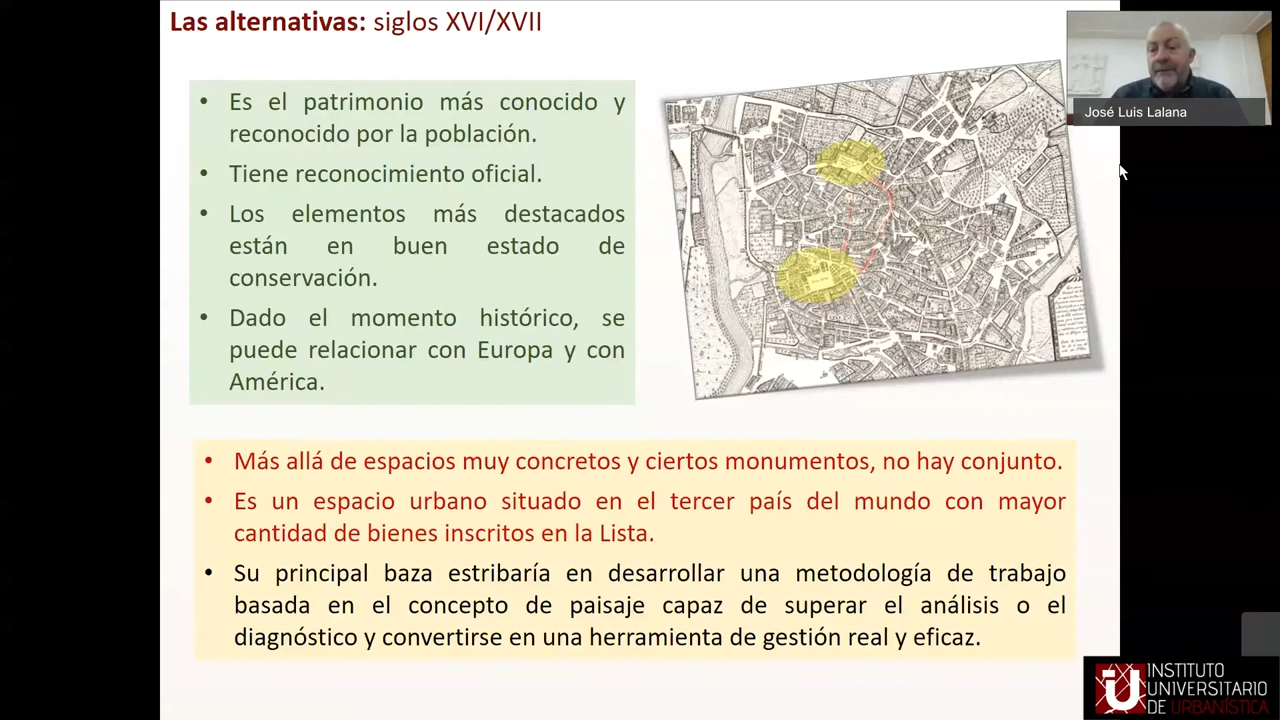 Las alternativas: siglos XVI/XVII
• Es el patrimonio más conocido y
reconocido por la población.
• Tiene reconocimiento oficial.
• Los elementos más destacados
están en buen estado de
conservación.
• Dado el momento histórico, se
puede relacionar con Europa y con
América.
José Luis Lalana
• Más allá de espacios muy concretos y ciertos monumentos, no hay conjunto.
• Es un espacio urbano situado en el tercer país del mundo con mayor
cantidad de bienes inscritos en la Lista.
• Su principal baza estribaría en desarrollar una metodología de trabajo
basada en el concepto de paisaje capaz de superar el análisis o el
diagnóstico y convertirse en una herramienta de gestión real y eficaz.
INSTITUTO
UNIVERSITARIO
DE URBANÍSTICA